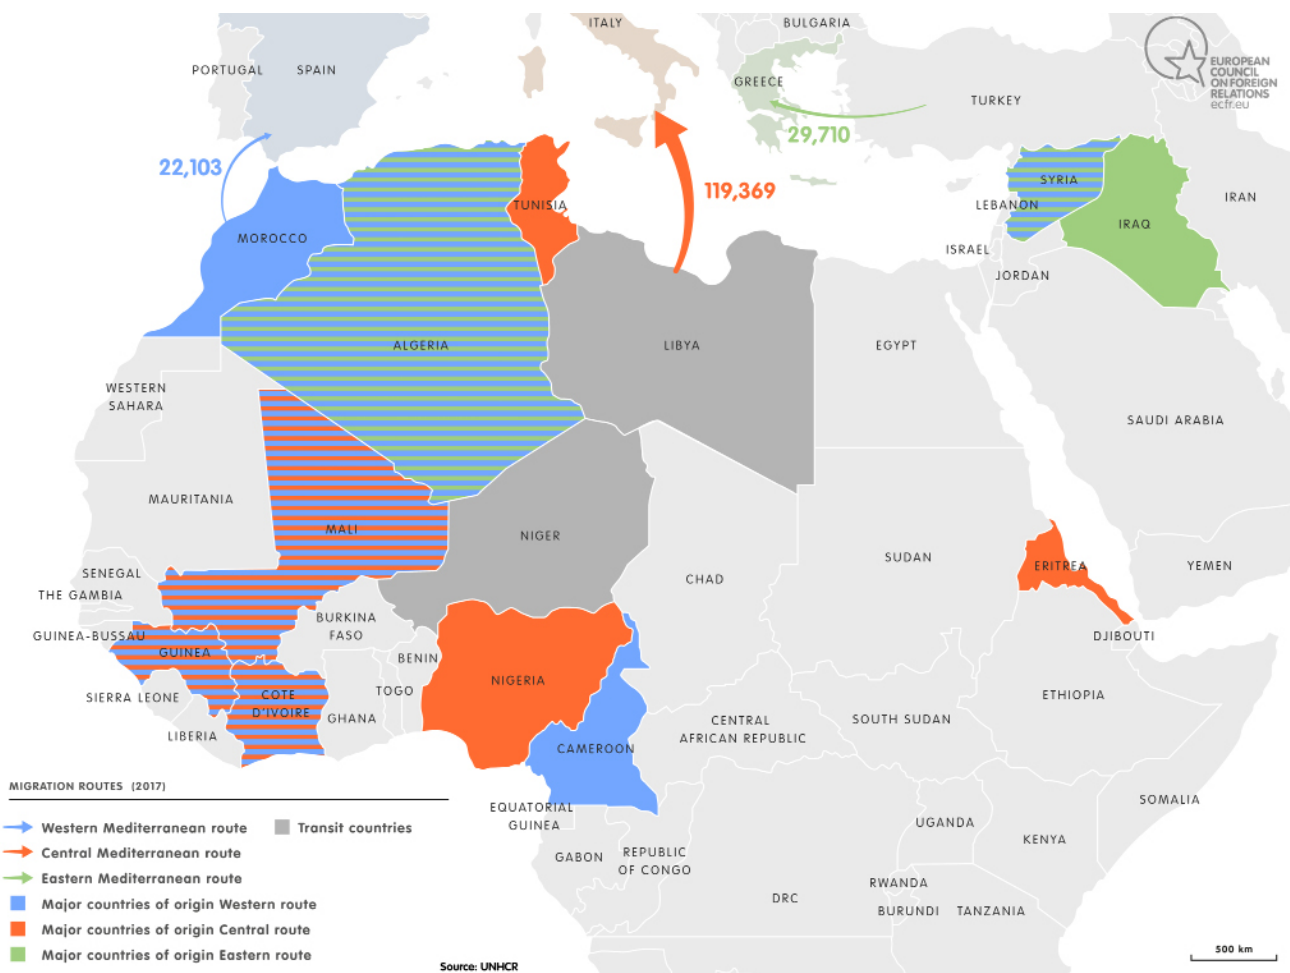 ITALY
BULGARIA
PORTUGAL
SPAIN
GREECE
TURKEY
EUROPEAN
COUNCIL
ON FOREIGN
RELATIONS
ecfr.eu
22,103
29,710
119,369
SYRIA
LEBANON
IRAQ
IRAN
TUNISIA
MOROCCO
ISRAEL
JORDAN
ALGERIA
LIBYA
EGYPT
WESTERN
SAHARA
SAUDI ARABIA
MAURITANIA
MALI
NIGER
SUDAN
CHAD
ERITREA
YEMEN
SENEGAL
THE GAMBIA
BURKINA
FASO
GUINEA-BUSSAU
GUINEA
BENIN
DJIBOUTI
NIGERIA
SIERRA LEONE
COTE
D'IVOIRE
TOGO
GHANA
ETHIOPIA
LIBERIA
CENTRAL
AFRICAN REPUBLIC
SOUTH SUDAN
CAMEROON
EQUATORIAL
GUINEA
SOMALIA
UGANDA
KENYA
GABON
REPUBLIC
OF CONGO
DRC
RWANDA
BURUNDI
TANZANIA
MIGRATION ROUTES (2017)
Western Mediterranean route
Transit countries
Central Mediterranean route
Eastern Mediterranean route
Major countries of origin Western route
Major countries of origin Central route
Major countries of origin Eastern route
Source: UNHCR
500 km